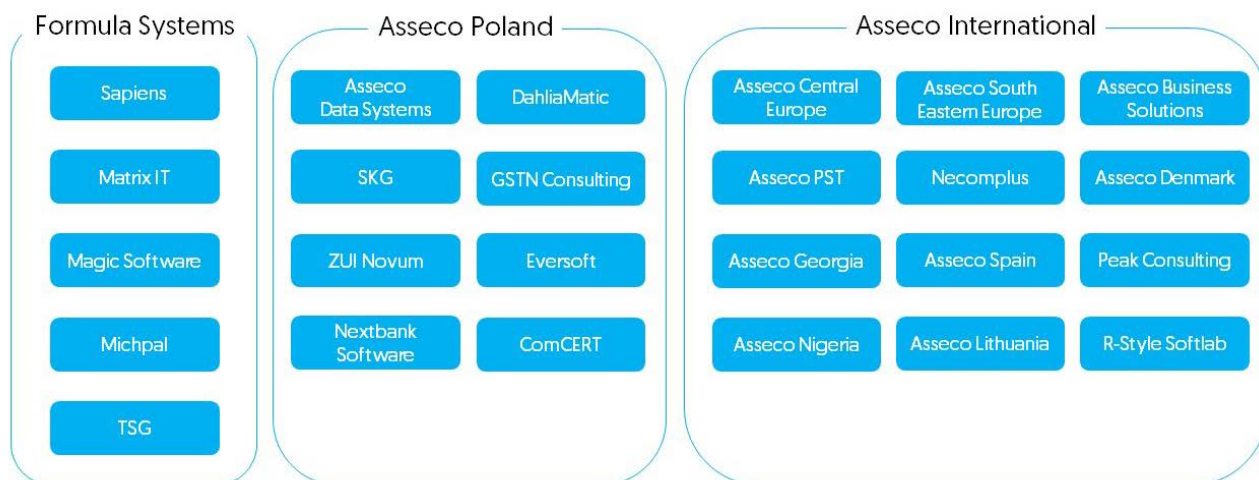 Formula Systems
Sapiens
Matrix IT
Magic Software
Michpal
TSG
Asseco Poland
Asseco
Data Systems
DahliaMatic
SKG
GSTN Consulting
ZUI Novum
Eversoft
Nextbank
Software
ComCERT
Asseco International
Asseco Central
Europe
Asseco South
Eastern Europe
Asseco Business
Solutions
Asseco PST
Necomplus
Asseco Denmark
Asseco Georgia
Asseco Spain
Peak Consulting
Asseco Nigeria
Asseco Lithuania
R-Style Softlab